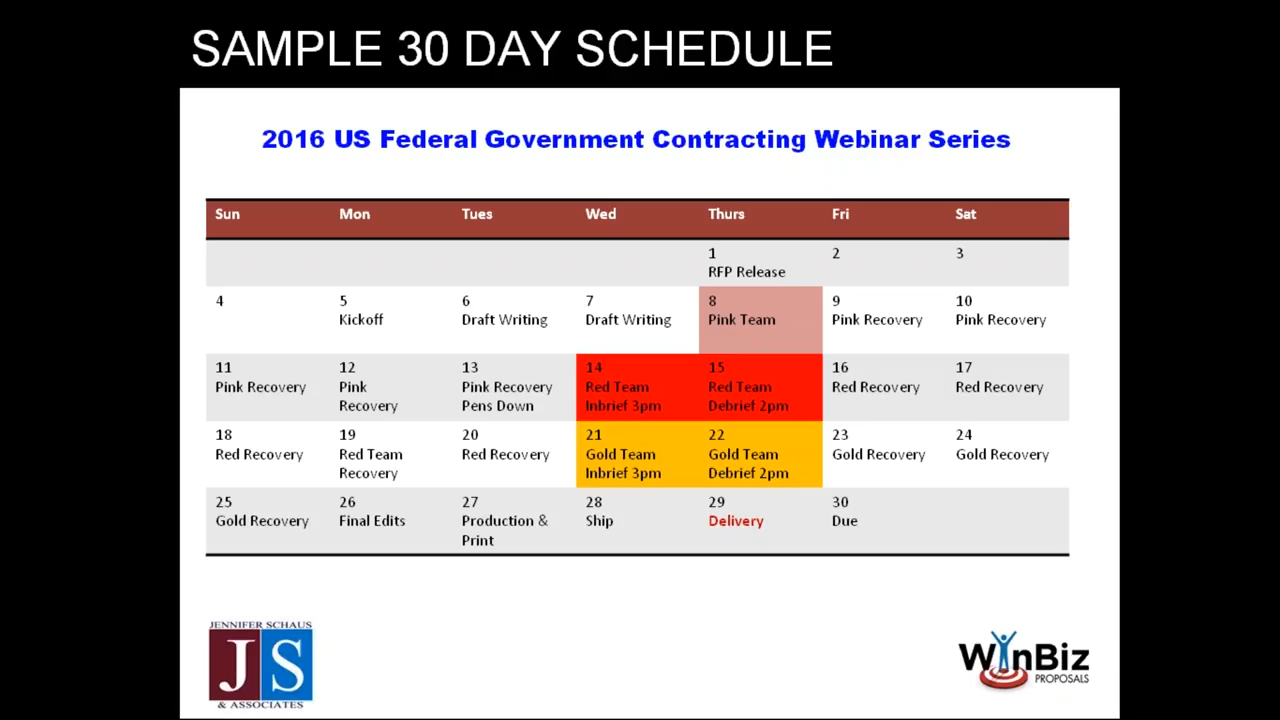 SAMPLE 30 DAY SCHEDULE
2016 US Federal Government Contracting Webinar Series
Sun Mon Tues Wed Thurs Fri Sat
1 2 3
RFP Release
4 5 6 7 8 9 10
Kickoff Draft Writing Draft Writing Pink Team Pink Recovery Pink Recovery
11 12 13 14 15 16 17
Pink Recovery Pink Pink Recovery Red Team Red Team Red Recovery Red Recovery
Recovery Pens Down Inbrief 3pm Debrief 2pm
18 19 20 21 22 23 24
Red Recovery Red Team Red Recovery Gold Team Gold Team Gold Recovery Gold Recovery
Recovery Inbrief 3pm Debrief 2pm
25 26 27 28 29 30
Gold Recovery Final Edits Production & Ship Delivery Due
Print
JENNIFER SCHAUS
JS
& ASSOCIATES
WinBiz
PROPOSALS